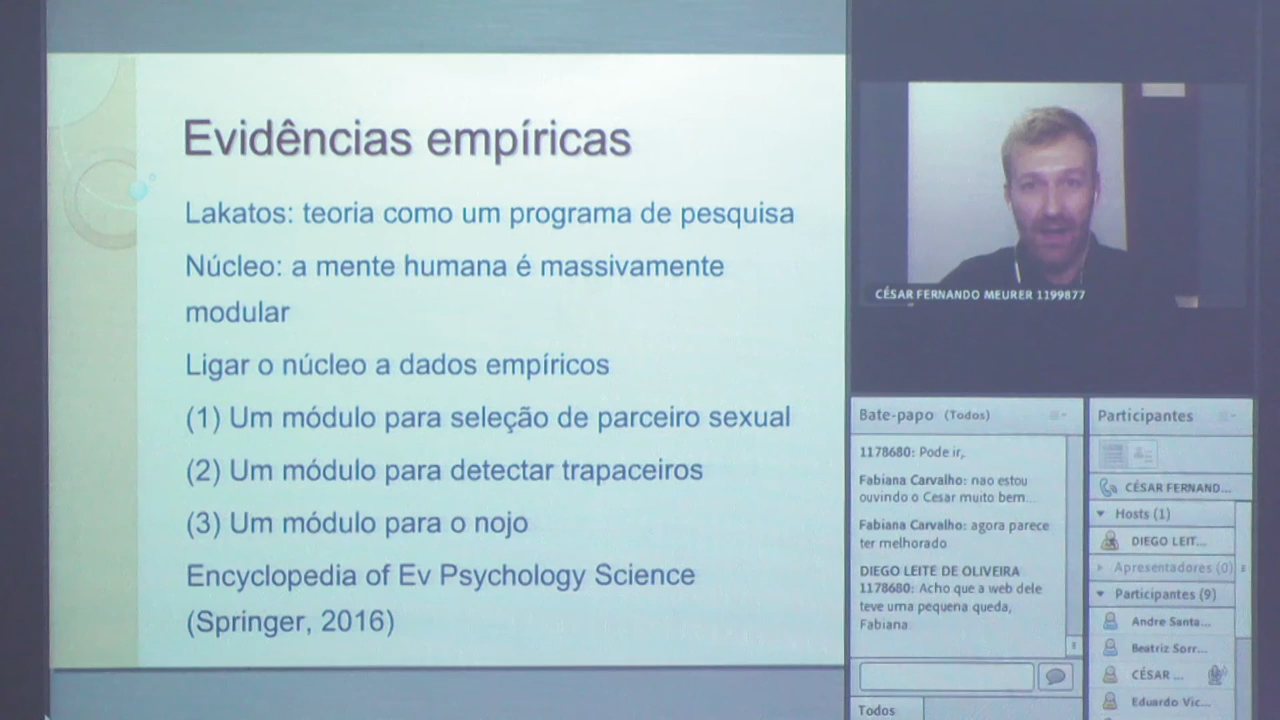 Evidências empíricas
Lakatos: teoria como um programa de pesquisa
Núcleo: a mente humana é massivamente
modular
Ligar o núcleo a dados empíricos
(1) Um módulo para seleção de parceiro sexual
(2) Um módulo para detectar trapaceiros
(3) Um módulo para o nojo
Encyclopedia of Ev Psychology Science
(Springer, 2016)
CÉSAR FERNANDO MEURER 1199877
Bate-papo (Todos)
1178680: Pode ir,
Fabiana Carvalho: nao estou
ouvindo o Cesar muito bem...
Fabiana Carvalho: agora parece
ter melhorado
DIEGO LEITE DE OLIVEIRA
1178680: Acho que a web dele
teve uma pequena queda,
Fabiana.
Todos
Participantes
CÉSAR FERNAND...
Hosts (1)
DIEGO LEIT...
Apresentadores (0)
Participantes (9)
Andre Santa...
Beatriz Sorr...
CÉSAR ...
Eduardo Vic...